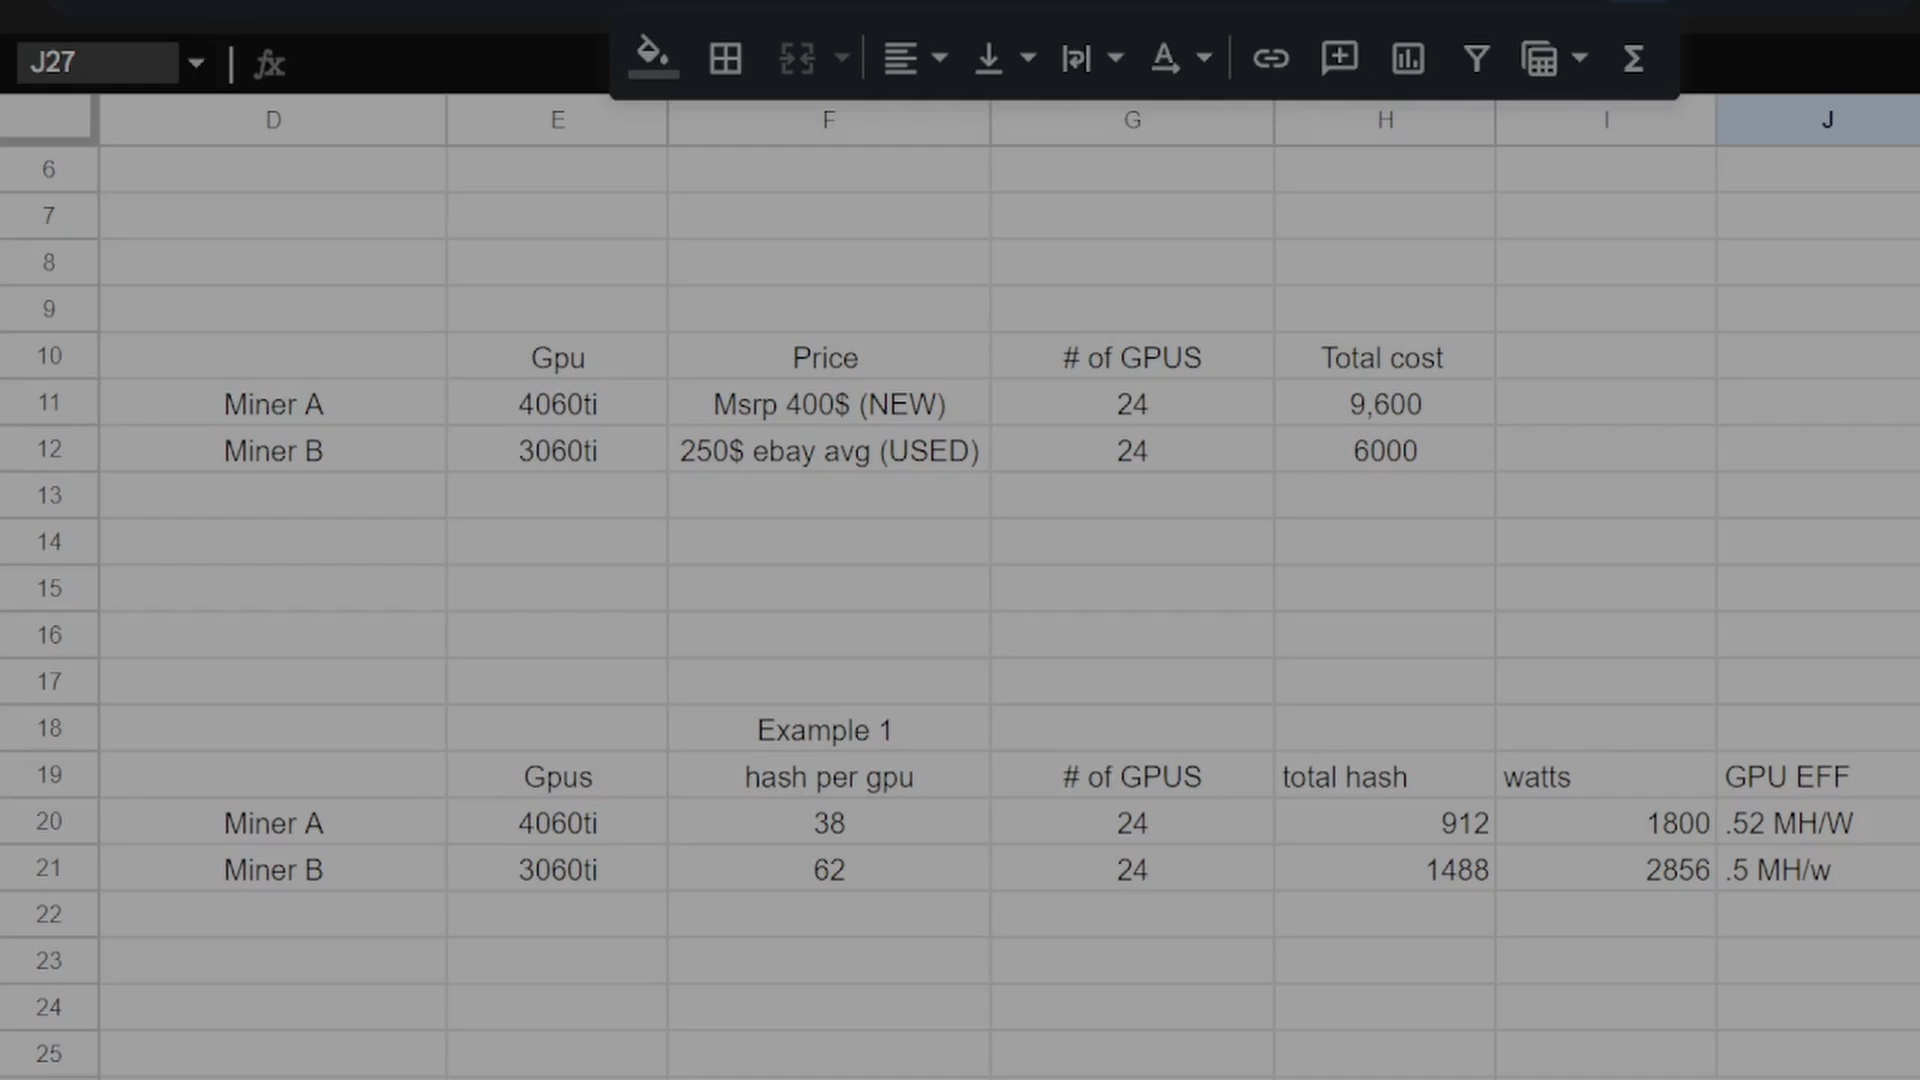 J27 fx
D E F G H I J
6
7
8
9
10 Gpu Price # of GPUS Total cost
11 Miner A 4060ti Msrp 400$ (NEW) 24 9,600
12 Miner B 3060ti 250$ ebay avg (USED) 24 6000
13
14
15
16
17
18 Example 1
19 Gpus hash per gpu # of GPUS total hash watts GPU EFF
20 Miner A 4060ti 38 24 912 1800 .52 MH/W
21 Miner B 3060ti 62 24 1488 2856 .5 MH/w
22
23
24
25